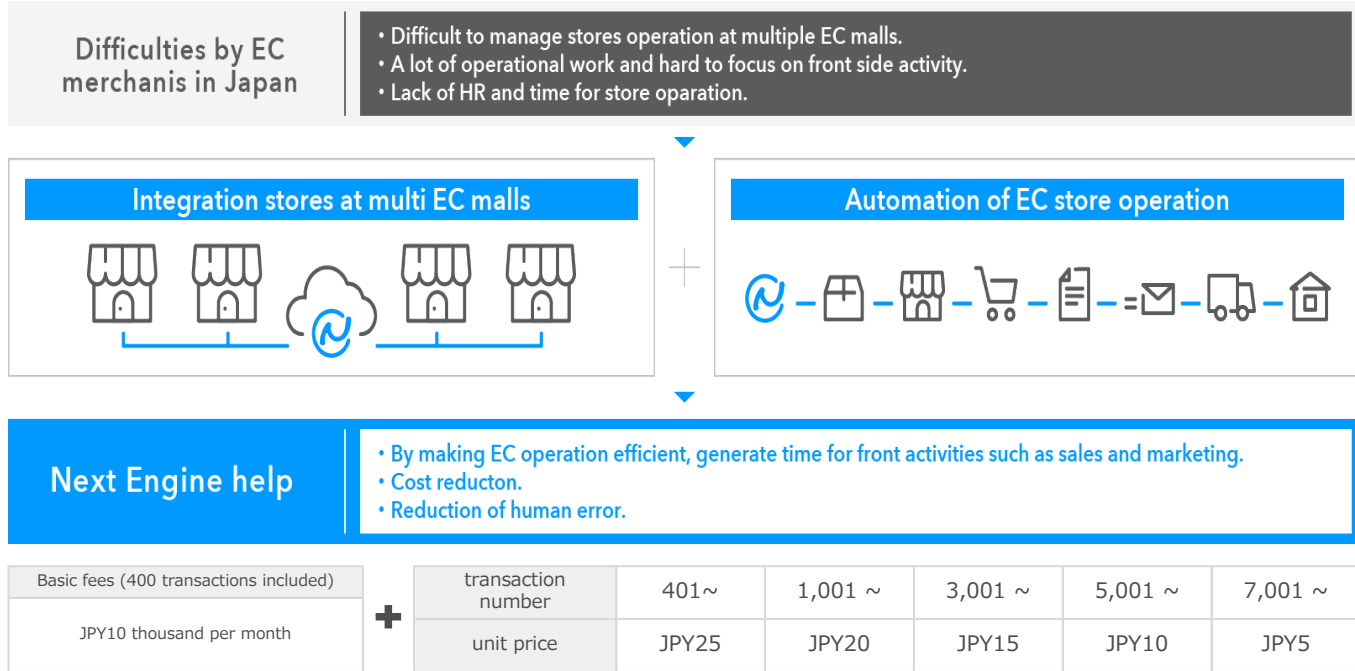 Difficulties by EC
merchanis in Japan
• Difficult to manage stores operation at multiple EC malls.
• A lot of operational work and hard to focus on front side activity.
• Lack of HR and time for store oparation.
Integration stores at multi EC malls
Automation of EC store operation
Next Engine help
• By making EC operation efficient, generate time for front activities such as sales and marketing.
• Cost reducton.
• Reduction of human error.
Basic fees (400 transactions included)
JPY10 thousand per month
transaction
number
401~
1,001 ~
3,001 ~
5,001 ~
7,001 ~
unit price
JPY25
JPY20
JPY15
JPY10
JPY5